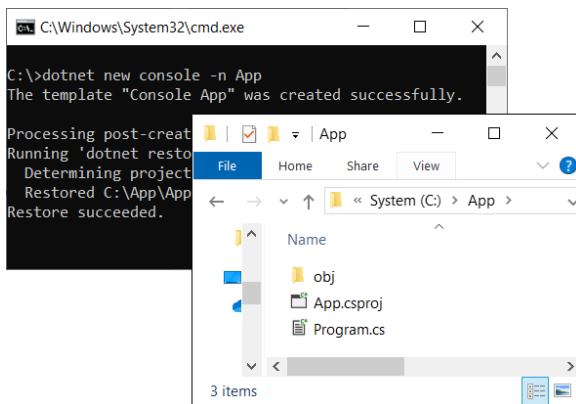 C:\Windows\System32\cmd.exe
C:\>dotnet new console -n App
The template "Console App" was created successfully.
Processing post-creat
Running 'dotnet resto
Determining project
Restored C:\App\App
Restore succeeded.
App
File Home Share View
« System (C:) > App >
Name
obj
App.csproj
Program.cs
3 items